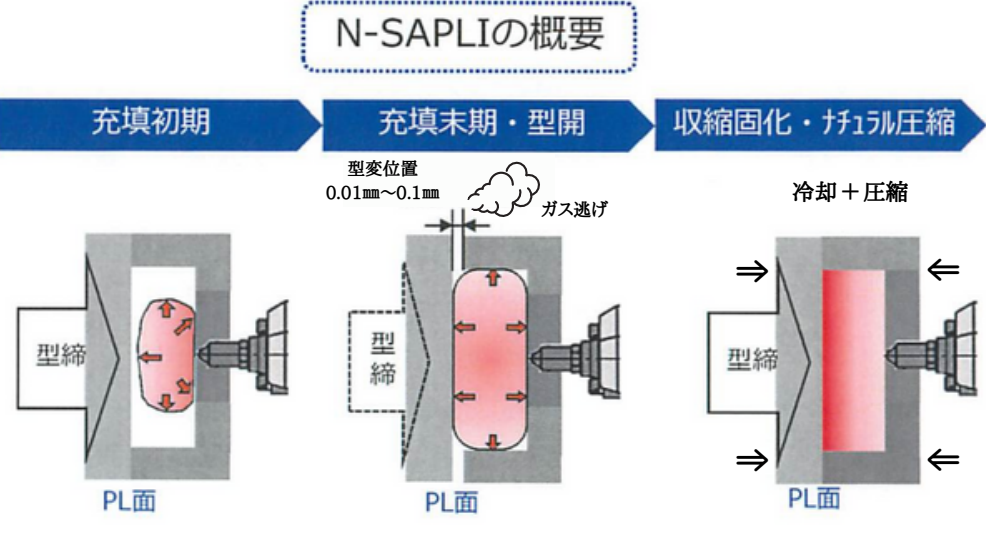 N-SAPLIの概要
充填初期
充填末期・型開
収縮固化・ﾅﾁｭﾗﾙ圧縮
型変位置
0.01㎜～0.1㎜
ガス逃げ
冷却＋圧縮
型締
型
締
型締
PL面
PL面
PL面